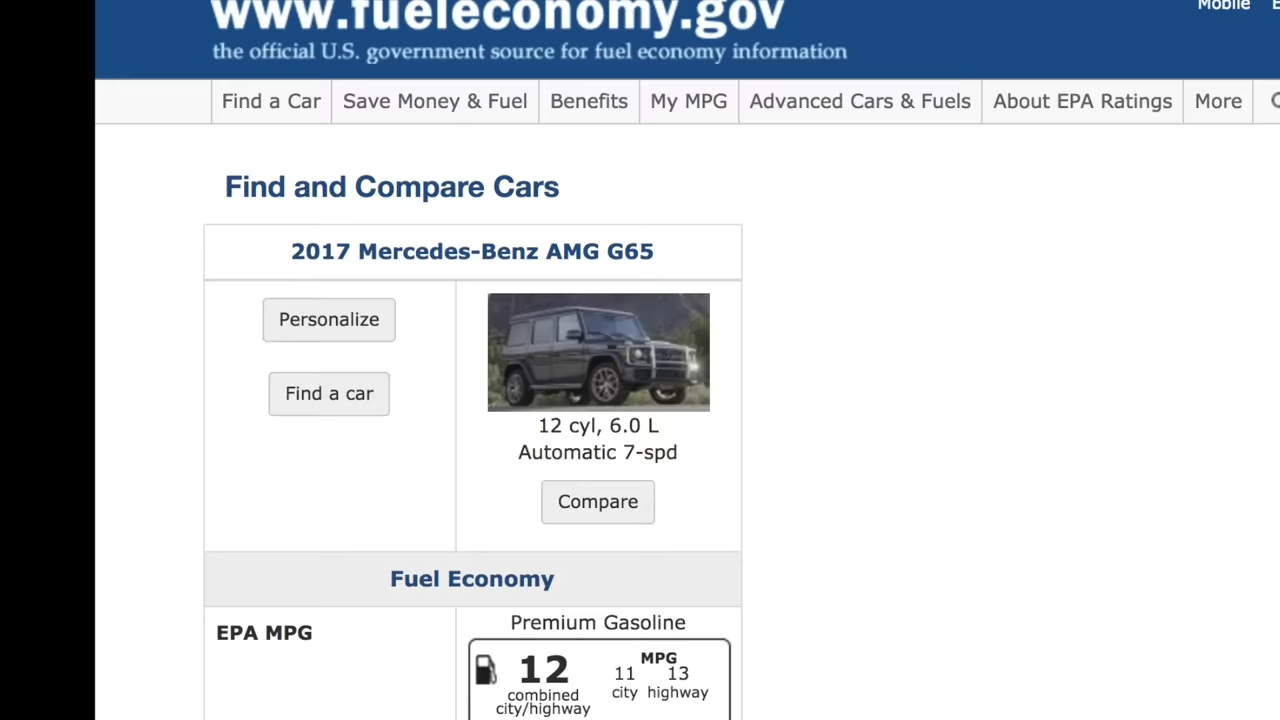 www.fueleconomy.gov
Mobile
the official U.S. government source for fuel economy information
Find a Car Save Money & Fuel Benefits My MPG Advanced Cars & Fuels About EPA Ratings More
Find and Compare Cars
2017 Mercedes-Benz AMG G65
Personalize
Find a car
12 cyl, 6.0 L
Automatic 7-spd
Compare
Fuel Economy
EPA MPG
Premium Gasoline
12
combined
city/highway
MPG
11 13
city highway